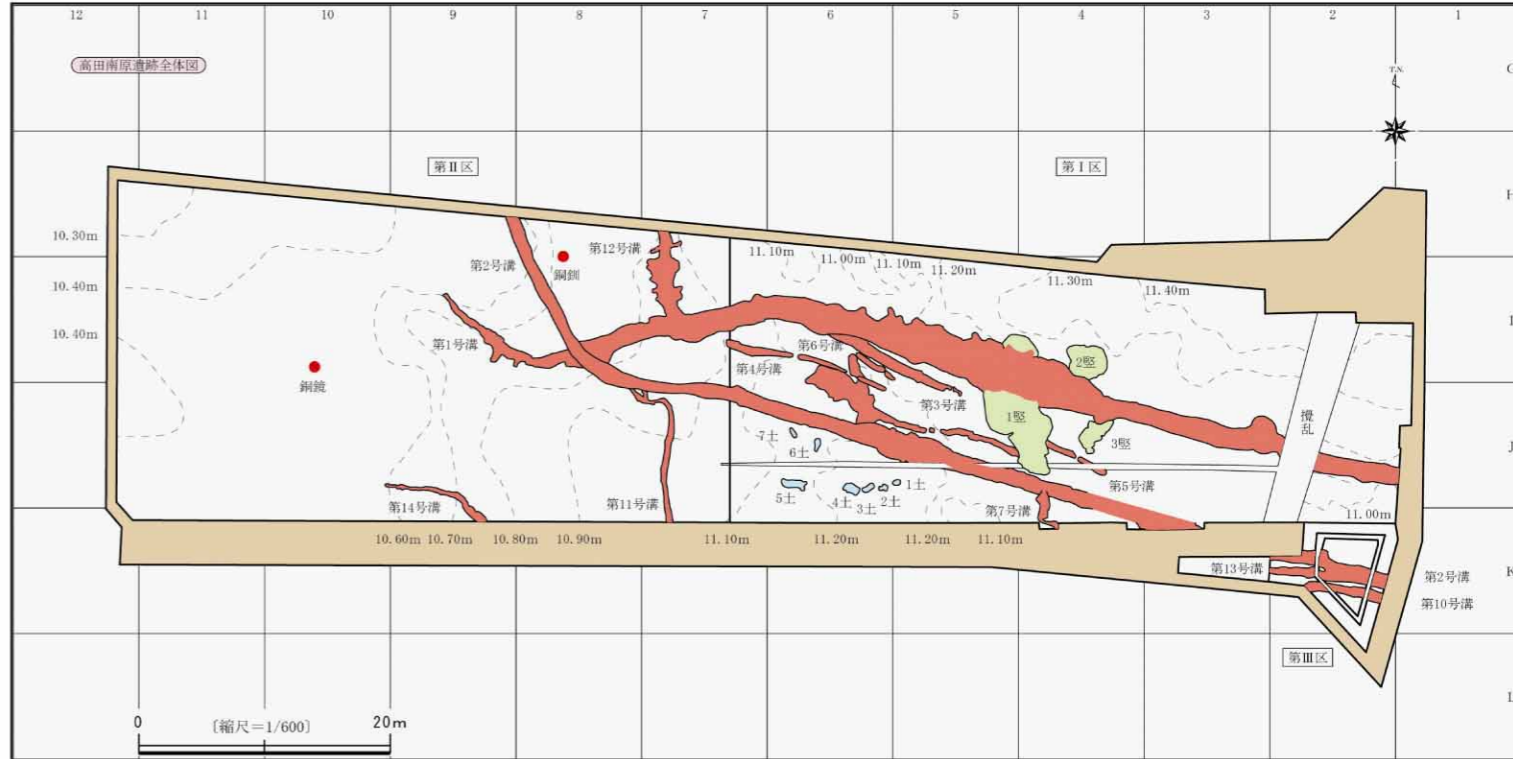 12 11 10 9 8 7 6 5 4 3 2 1
高田南原遺跡全体図
T.N.
G
第Ⅱ区
第Ⅰ区
H
10.30m
第2号溝
銅釧
第12号溝
11.10m
11.00m
11.10m
11.20m
11.30m
11.40m
10.40m
10.40m
第1号溝
銅鏡
第4号溝
第6号溝
第3号溝
2竪
1竪
3竪
攪乱
I
J
7土
6土
5土
4土
3土
2土
1土
第5号溝
第7号溝
第14号溝
第11号溝
11.00m
10.60m 10.70m 10.80m 10.90m 11.10m 11.20m 11.20m 11.10m
第13号溝
第2号溝
第10号溝
K
第Ⅲ区
L
0 〔縮尺=1/600〕 20m